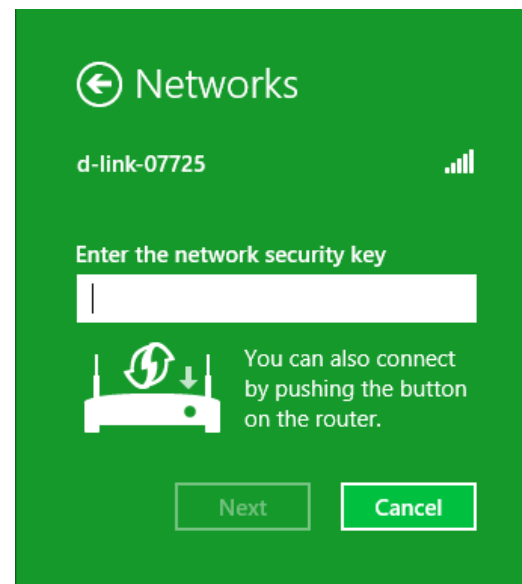 Networks
d-link-07725
Enter the network security key
You can also connect
by pushing the button
on the router.
Next
Cancel